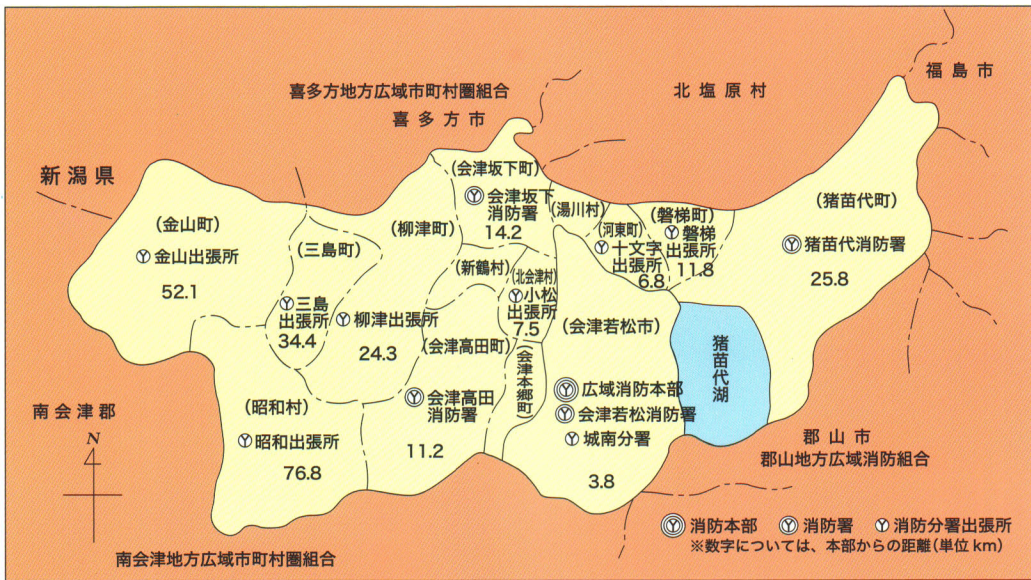 福島市
喜多方地方広域市町村圏組合
喜多方市
北塩原村
新潟県
(金山町)
金山出張所
52.1
(三島町)
三島
出張所
34.4
(柳津町)
柳津出張所
24.3
(会津坂下町)
会津坂下
消防署
14.2
(新鶴村)
(湯川村)
(河東町)
十文字
出張所
6.8
(磐梯町)
磐梯
出張所
11.8
(猪苗代町)
猪苗代消防署
25.8
(北会津村)
小松
出張所
7.5
(会津若松市)
広域消防本部
会津若松消防署
城南分署
3.8
猪苗代湖
(会津高田町)
会津高田
消防署
11.2
(会津本郷町)
(昭和村)
昭和出張所
76.8
南会津郡
N
郡山市
郡山地方広域消防組合
南会津地方広域市町村圏組合
消防本部 消防署 消防分署出張所
※数字については、本部からの距離(単位km)